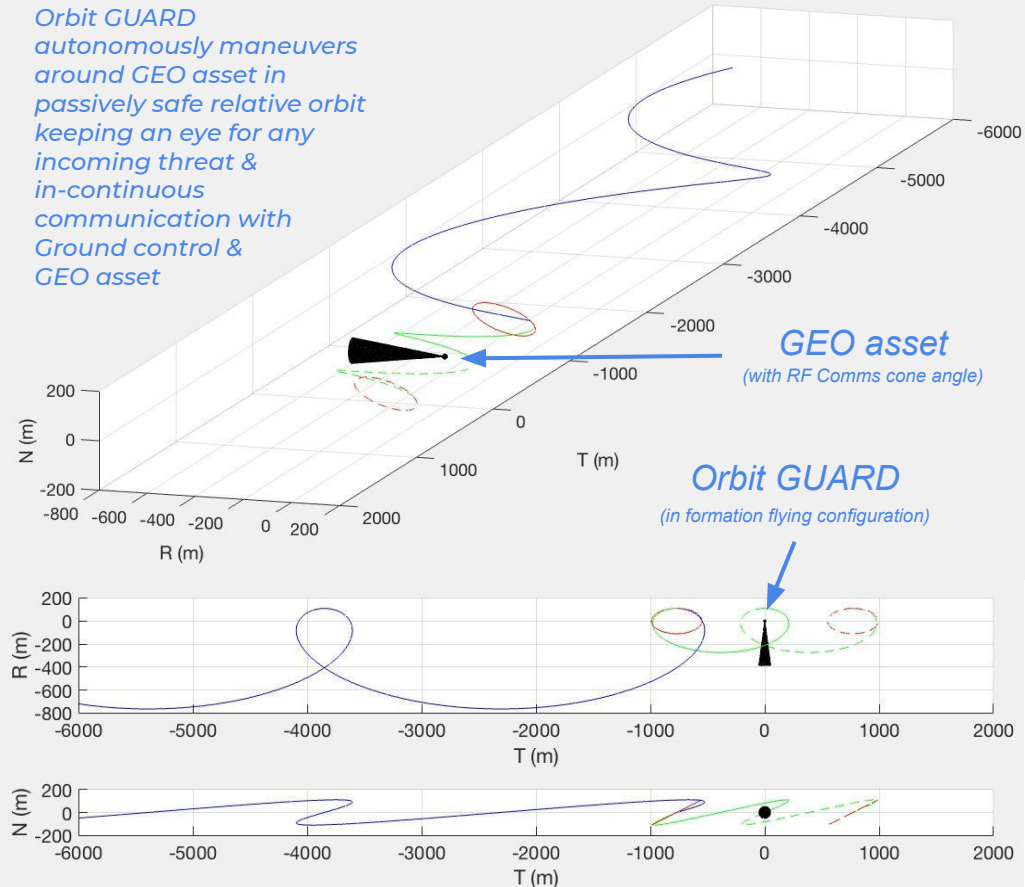 Orbit GUARD
autonomously maneuvers
around GEO asset in
passively safe relative orbit
keeping an eye for any
incoming threat &
in-continuous
communication with
Ground control &
GEO asset
-6000
-5000
-4000
-3000
-2000
-1000
0
1000
2000
T (m)
GEO asset
(with RF Comms cone angle)
200
0
-200
N (m)
-800 -600 -400 -200 0 200
R (m)
Orbit GUARD
(in formation flying configuration)
200
0
-200
-400
-600
-800
R (m)
-6000 -5000 -4000 -3000 -2000 -1000 0 1000 2000
T (m)
200
0
-200
N (m)
-6000 -5000 -4000 -3000 -2000 -1000 0 1000 2000
T (m)